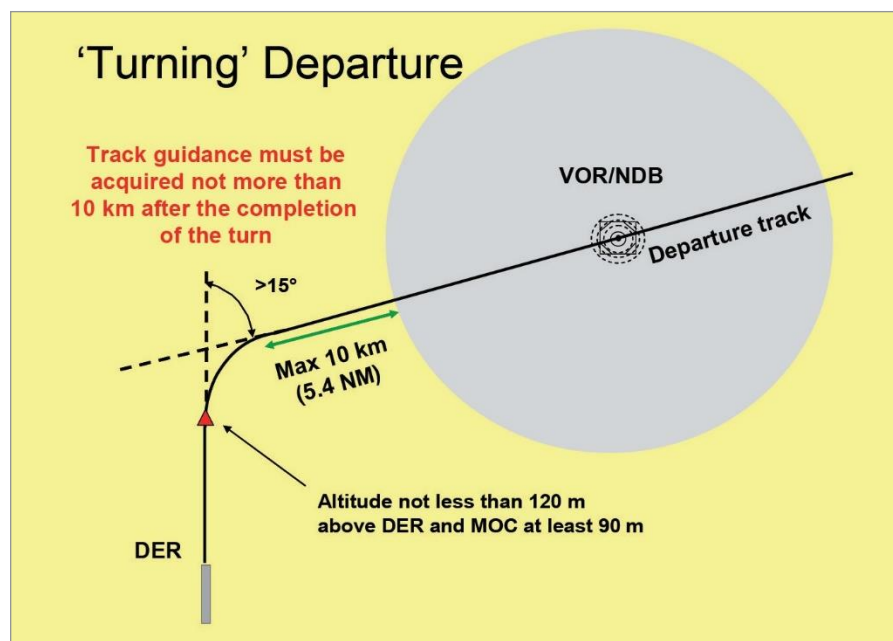 ‘Turning’ Departure
Track guidance must be
acquired not more than
10 km after the completion
of the turn
VOR/NDB
Departure track
>15°
Max 10 km
(5.4 NM)
Altitude not less than 120 m
above DER and MOC at least 90 m
DER